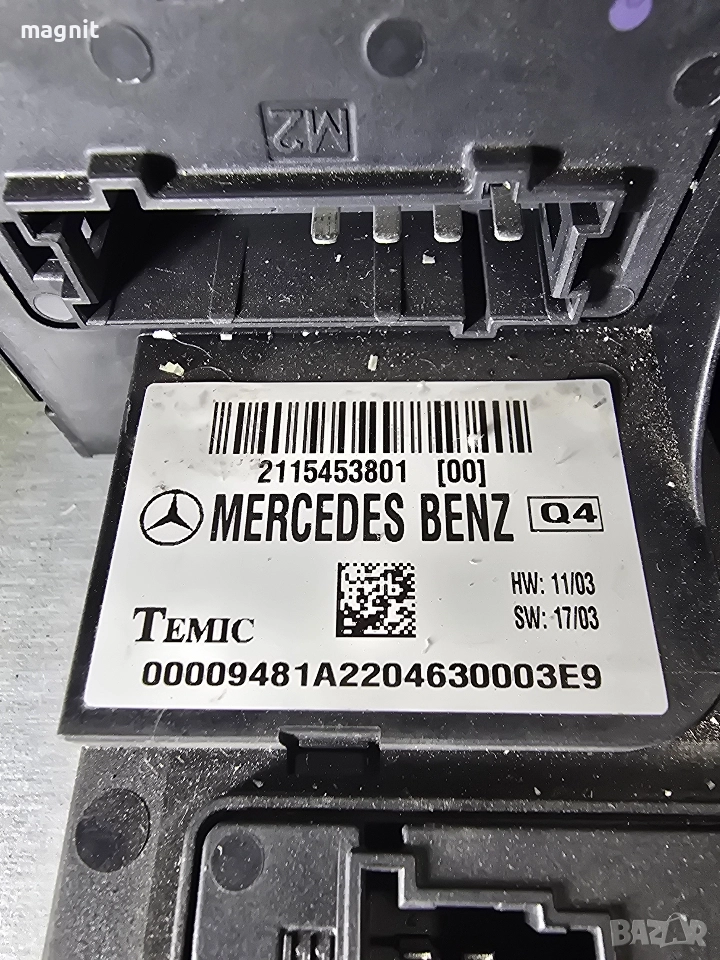 magnit
M2
2115453801 [00]
MERCEDES BENZ Q4
HW: 11/03
SW: 17/03
TEMIC
00009481A2204630003E9
BAZAR